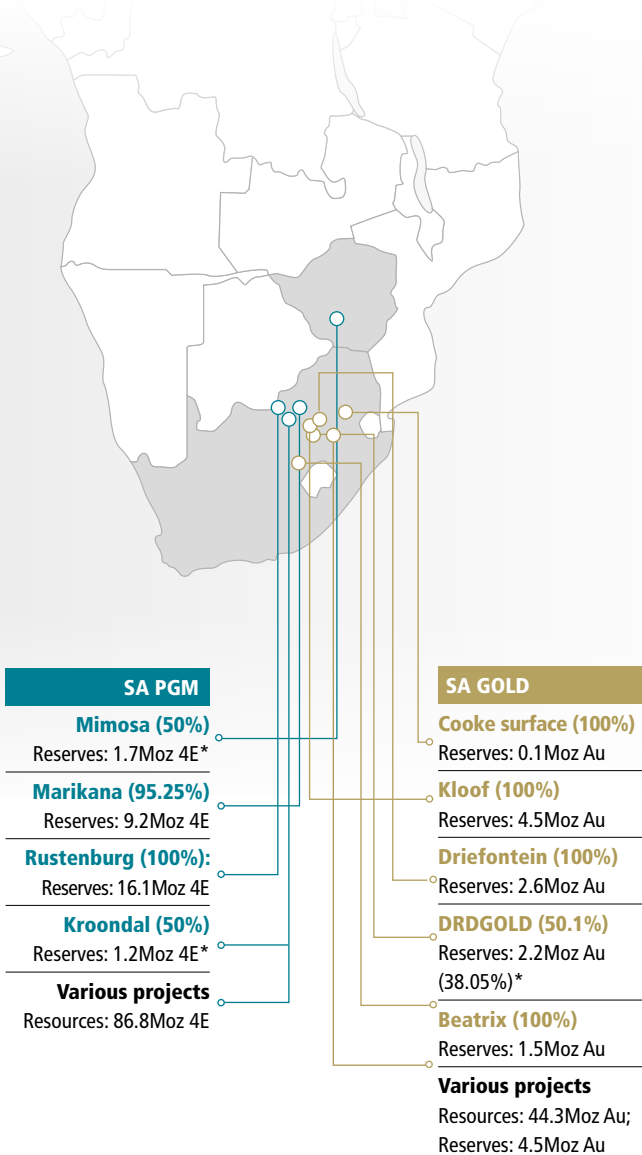 SA PGM
Mimosa (50%)
Reserves: 1.7Moz 4E*
Marikana (95.25%)
Reserves: 9.2Moz 4E
Rustenburg (100%):
Reserves: 16.1Moz 4E
Kroondal (50%)
Reserves: 1.2Moz 4E*
Various projects
Resources: 86.8Moz 4E
SA GOLD
Cooke surface (100%)
Reserves: 0.1Moz Au
Kloof (100%)
Reserves: 4.5Moz Au
Driefontein (100%)
Reserves: 2.6Moz Au
DRDGOLD (50.1%)
Reserves: 2.2Moz Au
(38.05%)*
Beatrix (100%)
Reserves: 1.5Moz Au
Various projects
Resources: 44.3Moz Au;
Reserves: 4.5Moz Au